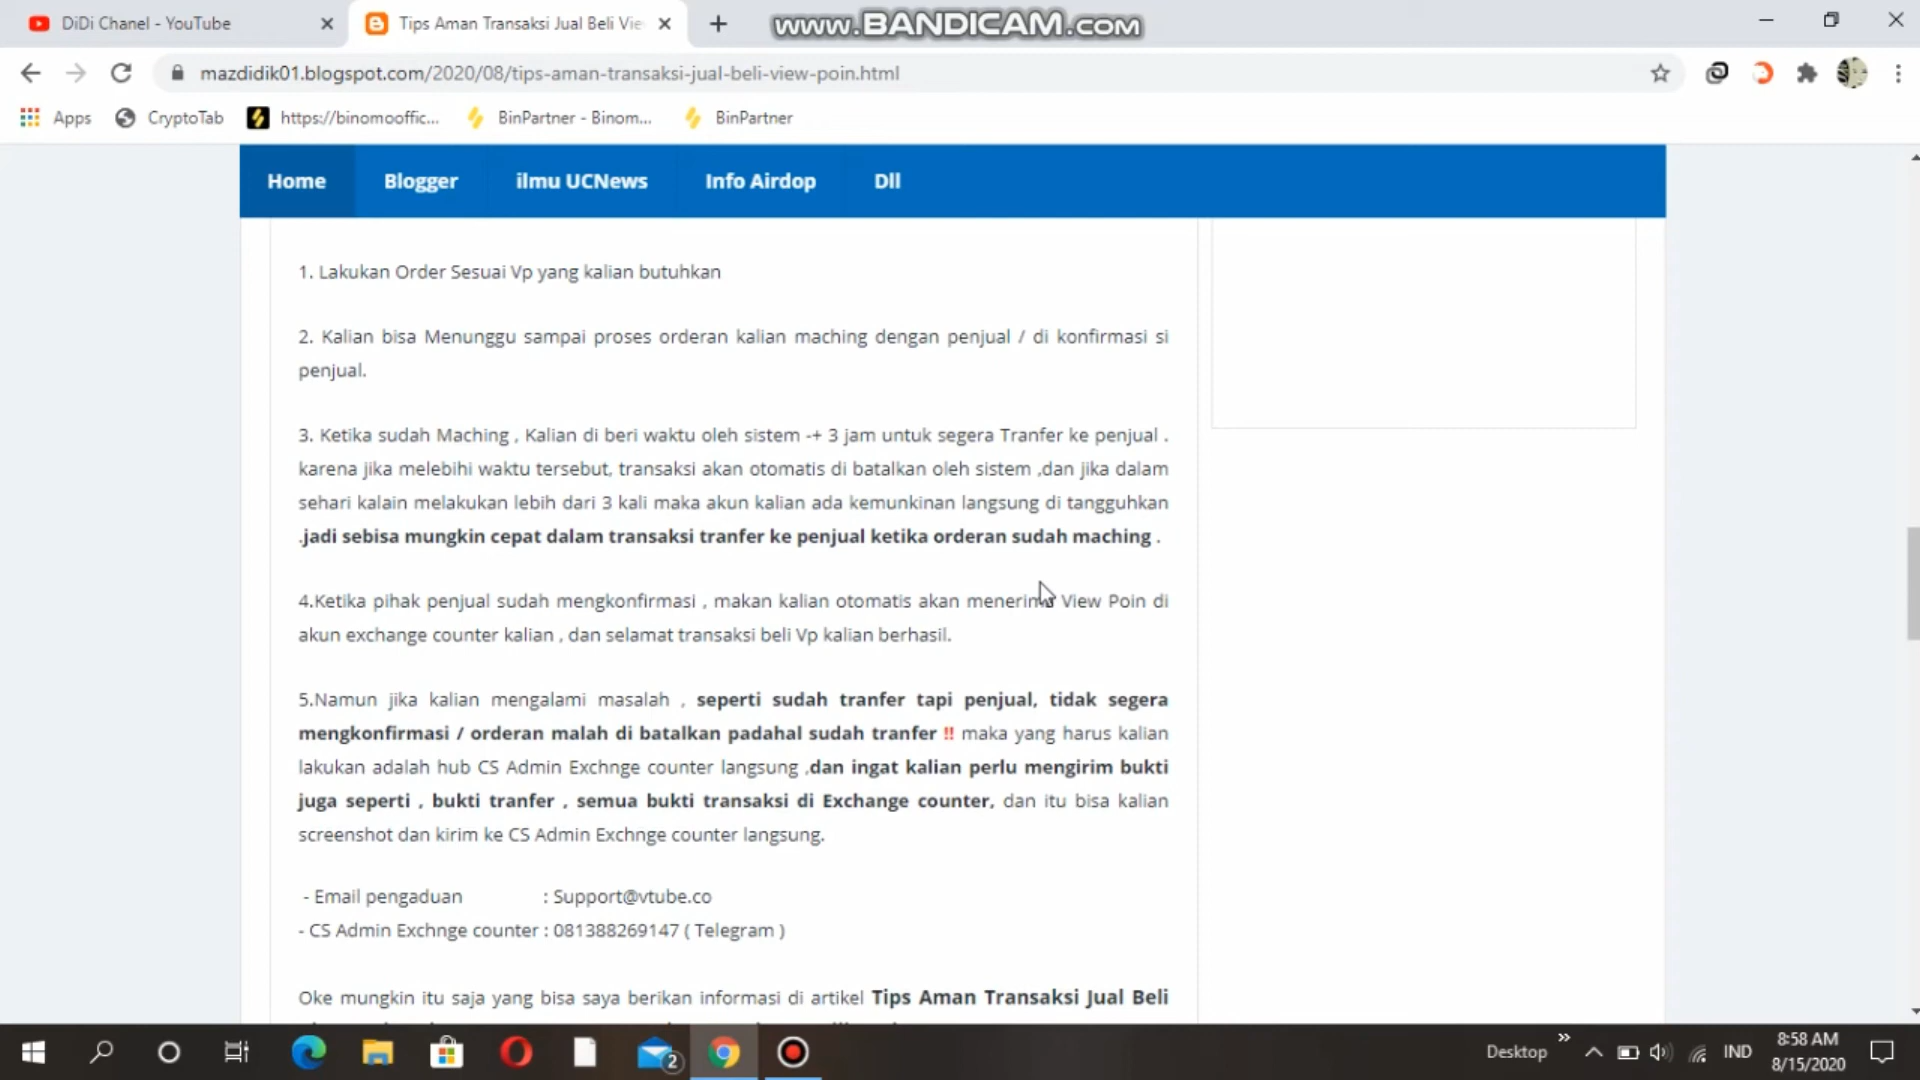 DiDi Chanel - YouTube
Tips Aman Transaksi Jual Beli Vie
www.BANDICAM.com
mazdidik01.blogspot.com/2020/08/tips-aman-transaksi-jual-beli-view-poin.html
Apps
CryptoTab
https://binomooffic...
BinPartner - Binom...
BinPartner
Home
Blogger
ilmu UCNews
Info Airdop
Dll
1. Lakukan Order Sesuai Vp yang kalian butuhkan
2. Kalian bisa Menunggu sampai proses orderan kalian maching dengan penjual / di konfirmasi si
penjual.
3. Ketika sudah Maching , Kalian di beri waktu oleh sistem -+ 3 jam untuk segera Tranfer ke penjual .
karena jika melebihi waktu tersebut, transaksi akan otomatis di batalkan oleh sistem ,dan jika dalam
sehari kalain melakukan lebih dari 3 kali maka akun kalian ada kemunkinan langsung di tangguhkan
.jadi sebisa mungkin cepat dalam transaksi tranfer ke penjual ketika orderan sudah maching .
4.Ketika pihak penjual sudah mengkonfirmasi , makan kalian otomatis akan menerima View Poin di
akun exchange counter kalian , dan selamat transaksi beli Vp kalian berhasil.
5.Namun jika kalian mengalami masalah , seperti sudah tranfer tapi penjual, tidak segera
mengkonfirmasi / orderan malah di batalkan padahal sudah tranfer !! maka yang harus kalian
lakukan adalah hub CS Admin Exchnge counter langsung ,dan ingat kalian perlu mengirim bukti
juga seperti , bukti tranfer , semua bukti transaksi di Exchange counter, dan itu bisa kalian
screenshot dan kirim ke CS Admin Exchnge counter langsung.
- Email pengaduan : Support@vtube.co
- CS Admin Exchnge counter : 081388269147 ( Telegram )
Oke mungkin itu saja yang bisa saya berikan informasi di artikel Tips Aman Transaksi Jual Beli
2
Desktop
IND
8:58 AM
8/15/2020